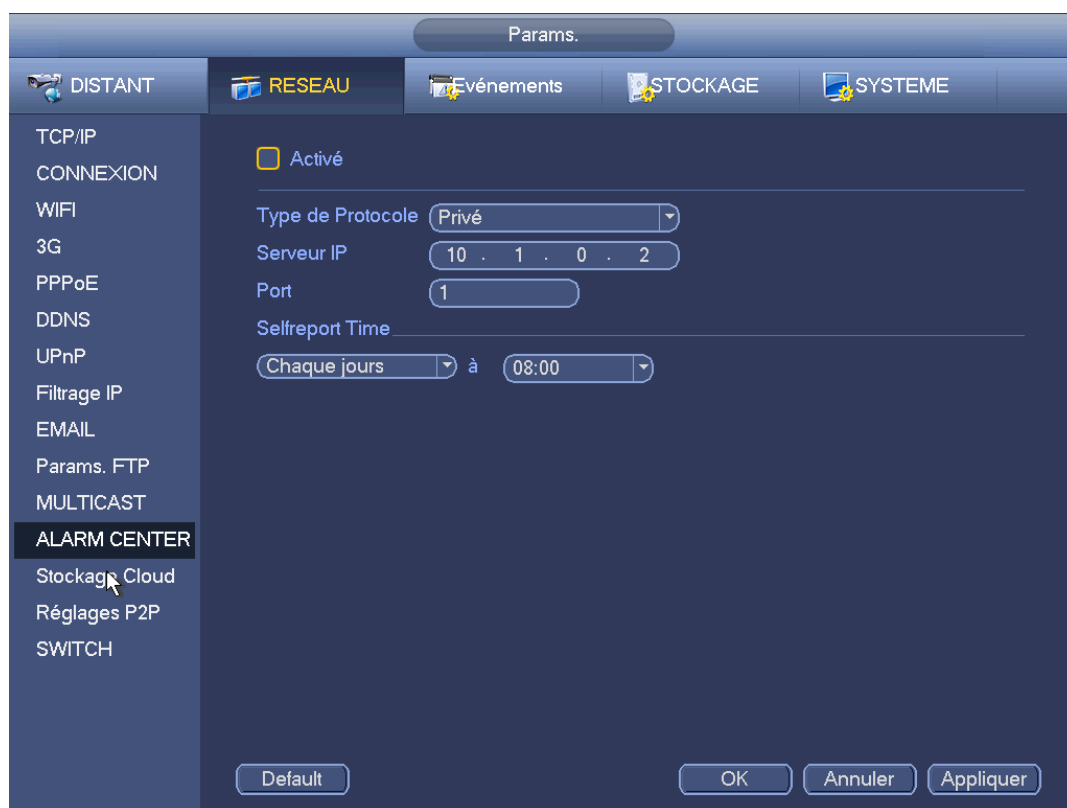 Params.
DISTANT
RESEAU
Evénements
STOCKAGE
SYSTEME
TCP/IP
CONNEXION
WIFI
3G
PPPoE
DDNS
UPnP
Filtrage IP
EMAIL
Params. FTP
MULTICAST
ALARM CENTER
Stockage Cloud
Réglages P2P
SWITCH
Activé
Type de Protocole Privé
Serveur IP 10 . 1 . 0 . 2
Port 1
Selfreport Time
Chaque jours à 08:00
Default OK Annuler Appliquer